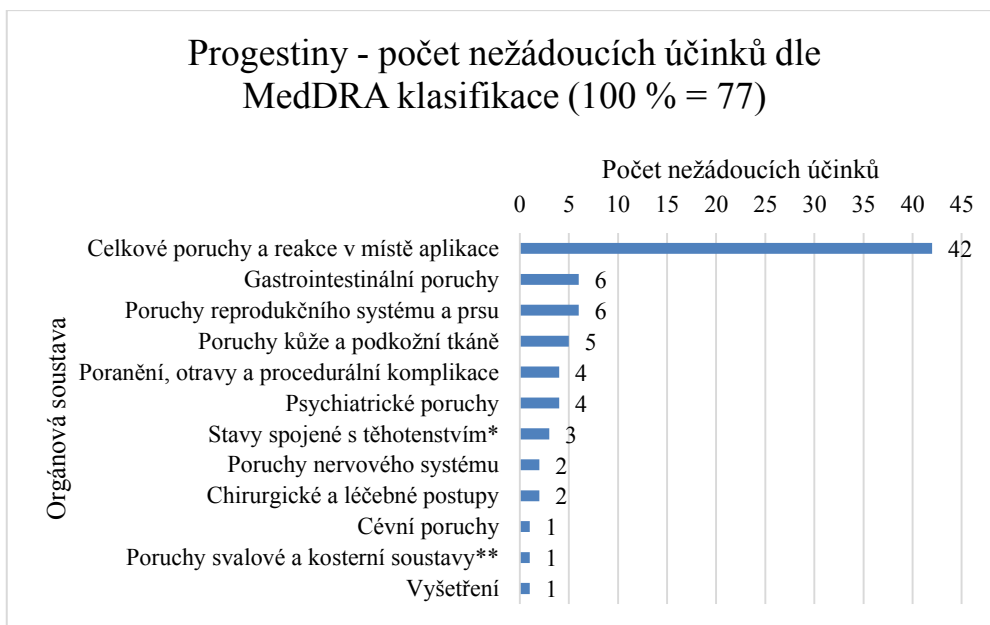 Progestiny - počet nežádoucích účinků dle
MedDRA klasifikace (100 % = 77)
Počet nežádoucích účinků
0 5 10 15 20 25 30 35 40 45
Orgánová soustava
Celkové poruchy a reakce v místě aplikace 42
Gastrointestinální poruchy 6
Poruchy reprodukčního systému a prsu 6
Poruchy kůže a podkožní tkáně 5
Poranění, otravy a procedurální komplikace 4
Psychiatrické poruchy 4
Stavy spojené s těhotenstvím* 3
Poruchy nervového systému 2
Chirurgické a léčebné postupy 2
Cévní poruchy 1
Poruchy svalové a kosterní soustavy** 1
Vyšetření 1